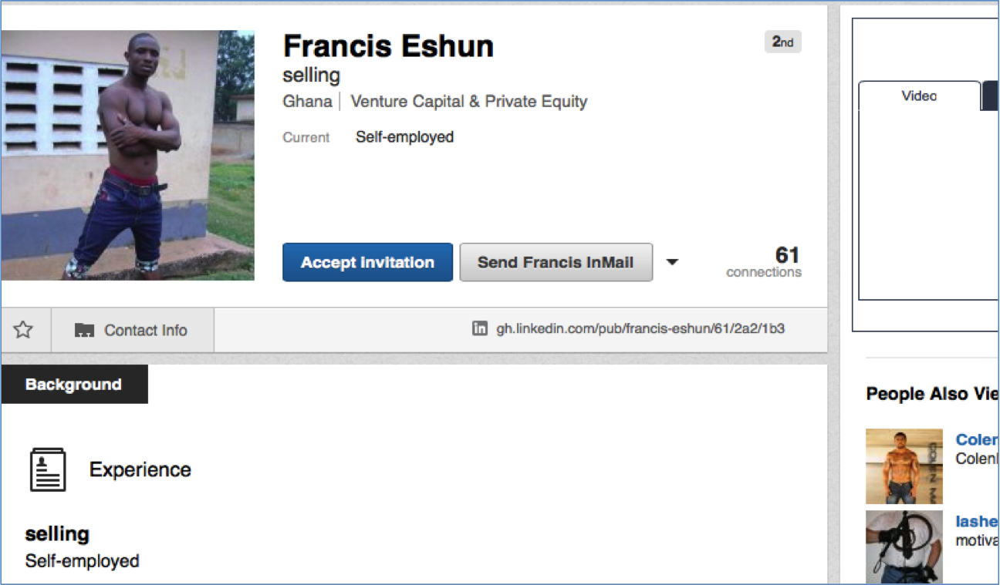 Francis Eshun
2nd
selling
Ghana | Venture Capital & Private Equity
Current Self-employed
Accept Invitation
Send Francis InMail
61
connections
Contact Info
in gh.linkedin.com/pub/francis-eshun/61/2a2/1b3
Background
Experience
selling
Self-employed
Video
People Also Vie
Coler
Colenl
lashe
motiva